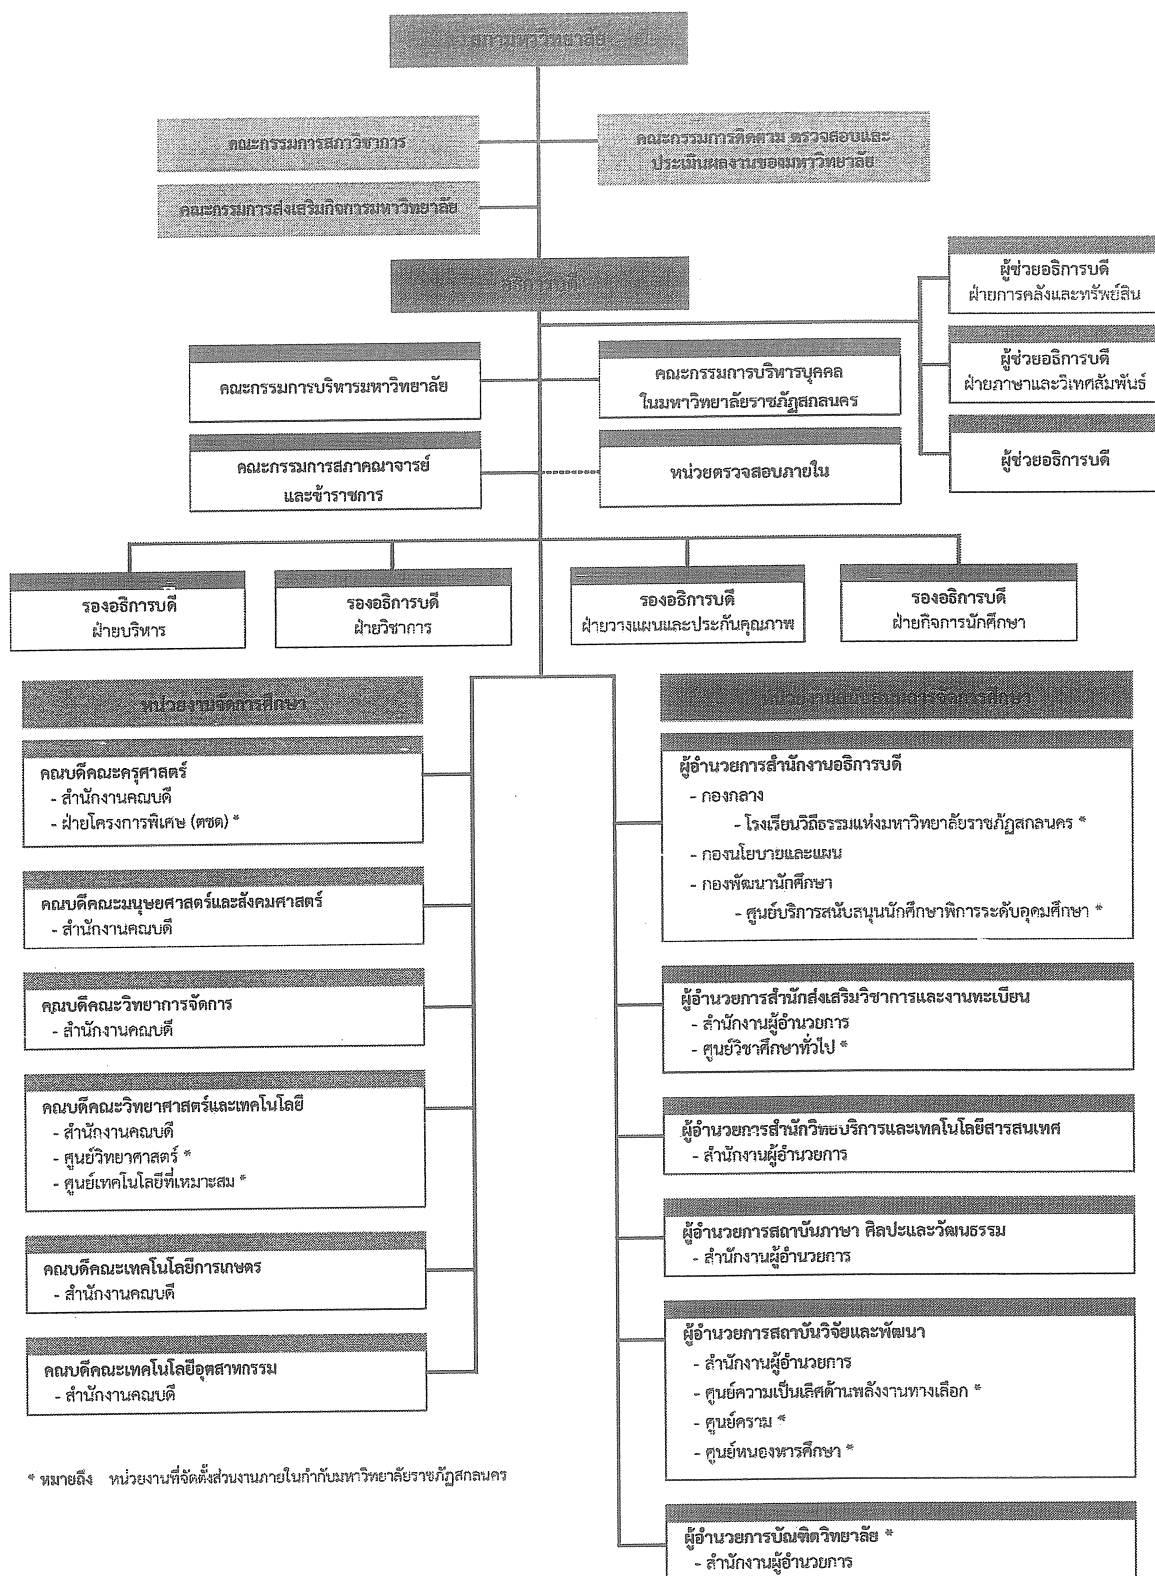 สภามหาวิทยาลัย
คณะกรรมการสภาวิชาการ
คณะกรรมการติดตาม ตรวจสอบและ
ประเมินผลงานของมหาวิทยาลัย
คณะกรรมการส่งเสริมกิจการมหาวิทยาลัย
อธิการบดี
ผู้ช่วยอธิการบดี
ฝ่ายการคลังและทรัพย์สิน
ผู้ช่วยอธิการบดี
ฝ่ายภาษาและวิเทศสัมพันธ์
ผู้ช่วยอธิการบดี
คณะกรรมการบริหารมหาวิทยาลัย
คณะกรรมการบริหารบุคคล
ในมหาวิทยาลัยราชภัฏสกลนคร
คณะกรรมการสภาคณาจารย์
และข้าราชการ
หน่วยตรวจสอบภายใน
รองอธิการบดี
ฝ่ายบริหาร
รองอธิการบดี
ฝ่ายวิชาการ
รองอธิการบดี
ฝ่ายวางแผนและประกันคุณภาพ
รองอธิการบดี
ฝ่ายกิจการนักศึกษา
หน่วยงานจัดการศึกษา
คณบดีคณะครุศาสตร์
- สำนักงานคณบดี
- ฝ่ายโครงการพิเศษ (ตชด) *
คณบดีคณะมนุษยศาสตร์และสังคมศาสตร์
- สำนักงานคณบดี
คณบดีคณะวิทยาการจัดการ
- สำนักงานคณบดี
คณบดีคณะวิทยาศาสตร์และเทคโนโลยี
- สำนักงานคณบดี
- ศูนย์วิทยาศาสตร์ *
- ศูนย์เทคโนโลยีที่เหมาะสม *
คณบดีคณะเทคโนโลยีการเกษตร
- สำนักงานคณบดี
คณบดีคณะเทคโนโลยีอุตสาหกรรม
- สำนักงานคณบดี
* หมายถึง หน่วยงานที่จัดตั้งส่วนงานภายในกำกับมหาวิทยาลัยราชภัฏสกลนคร
หน่วยงานสนับสนุนการจัดการศึกษา
ผู้อำนวยการสำนักงานอธิการบดี
- กองกลาง
- โรงเรียนวิถีธรรมแห่งมหาวิทยาลัยราชภัฏสกลนคร *
- กองนโยบายและแผน
- กองพัฒนานักศึกษา
- ศูนย์บริการสนับสนุนนักศึกษาพิการระดับอุดมศึกษา *
ผู้อำนวยการสำนักส่งเสริมวิชาการและงานทะเบียน
- สำนักงานผู้อำนวยการ
- ศูนย์วิชาศึกษาทั่วไป *
ผู้อำนวยการสำนักวิทยบริการและเทคโนโลยีสารสนเทศ
- สำนักงานผู้อำนวยการ
ผู้อำนวยการสถาบันภาษา ศิลปะและวัฒนธรรม
- สำนักงานผู้อำนวยการ
ผู้อำนวยการสถาบันวิจัยและพัฒนา
- สำนักงานผู้อำนวยการ
- ศูนย์ความเป็นเลิศด้านพลังงานทางเลือก *
- ศูนย์คราม *
- ศูนย์หนองหารศึกษา *
ผู้อำนวยการบัณฑิตวิทยาลัย *
- สำนักงานผู้อำนวยการ